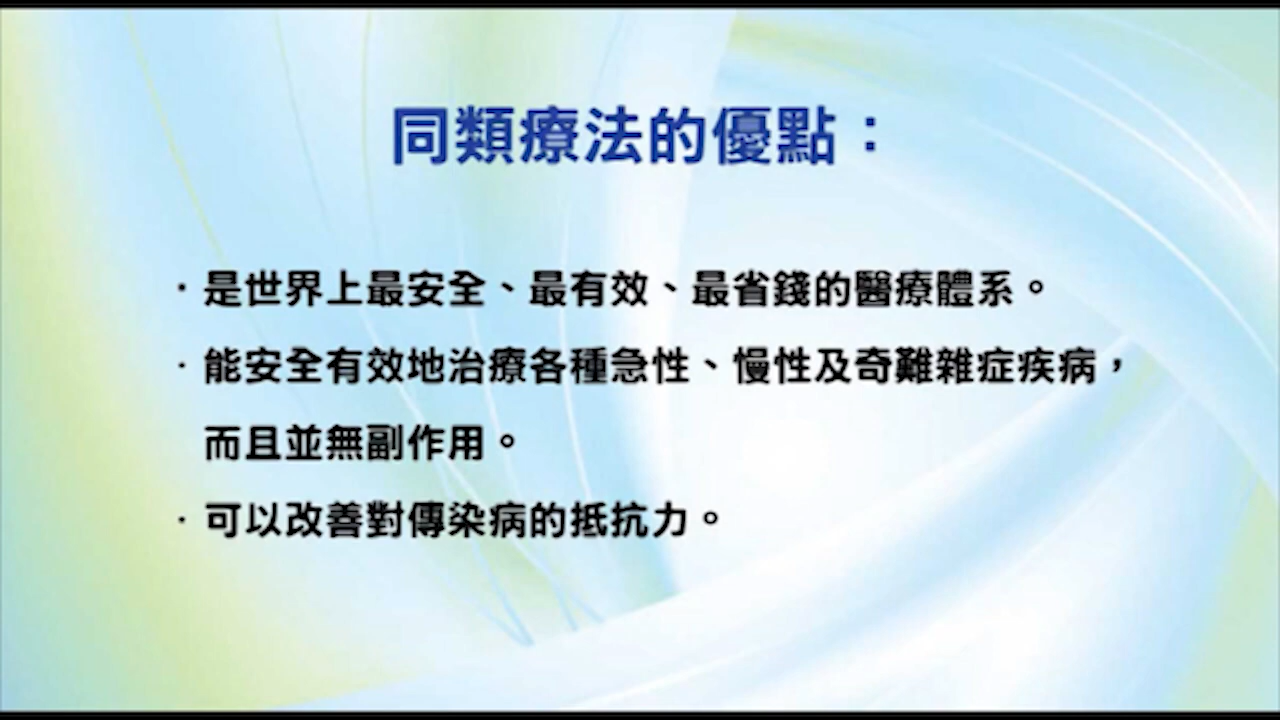 同類療法的優點：
·是世界上最安全、最有效、最省錢的醫療體系。
·能安全有效地治療各種急性、慢性及奇難雜症疾病，
而且並無副作用。
·可以改善對傳染病的抵抗力。